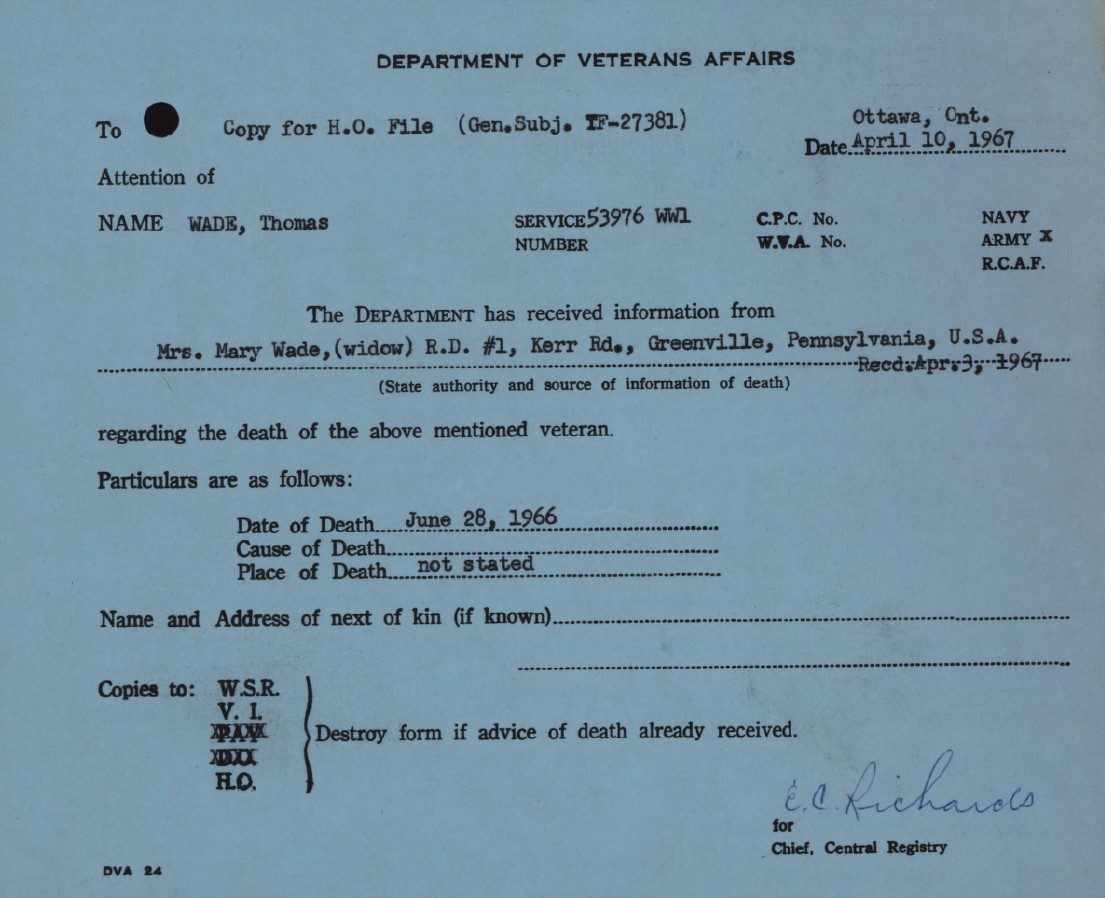 DEPARTMENT OF VETERANS AFFAIRS
To Copy for H.O. File (Gen.Subj. IF-27381)
Ottawa, Ont.
Date April 10, 1967
Attention of
NAME WADE, Thomas SERVICE 53976 WW1 C.P.C. No. NAVY
NUMBER W.V.A. No. ARMY X
R.C.A.F.
The DEPARTMENT has received information from
Mrs. Mary Wade,(widow) R.D. #1, Kerr Rd., Greenville, Pennsylvania, U.S.A.
Recd.Apr.3, 1967
(State authority and source of information of death)
regarding the death of the above mentioned veteran.
Particulars are as follows:
Date of Death June 28, 1966
Cause of Death
Place of Death not stated
Name and Address of next of kin (if known)
Copies to: W.S.R.
V. I.
PAY
H.O.
Destroy form if advice of death already received.
E.C. Richards
for
Chief, Central Registry
DVA 24